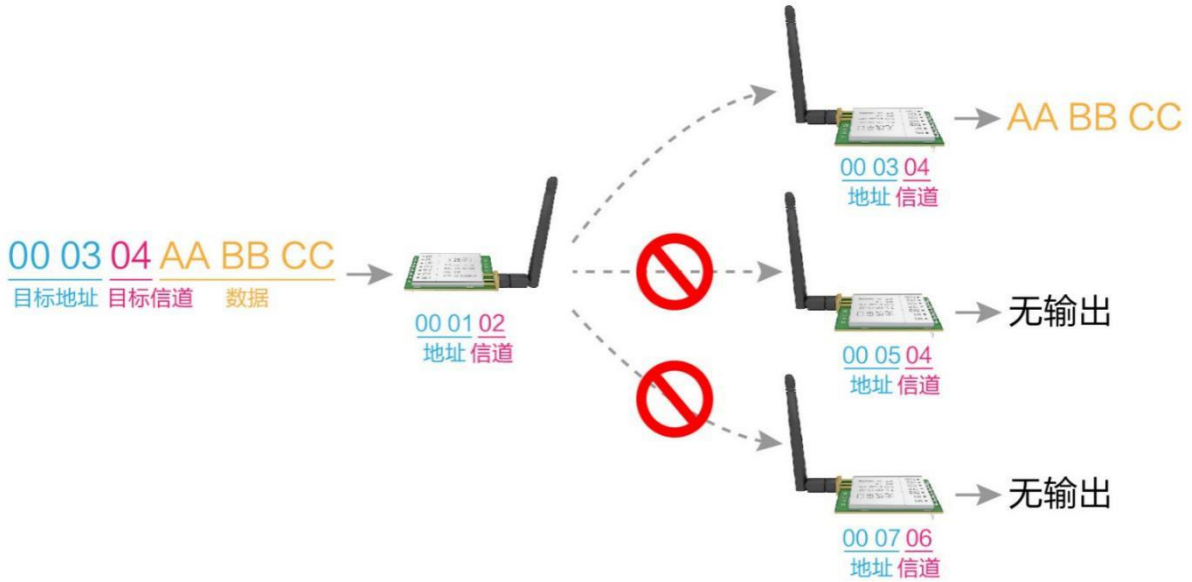 00 03 04 AA BB CC
目标地址 目标信道 数据
00 01 02
地址 信道
AA BB CC
00 03 04
地址 信道
无输出
00 05 04
地址 信道
无输出
00 07 06
地址 信道